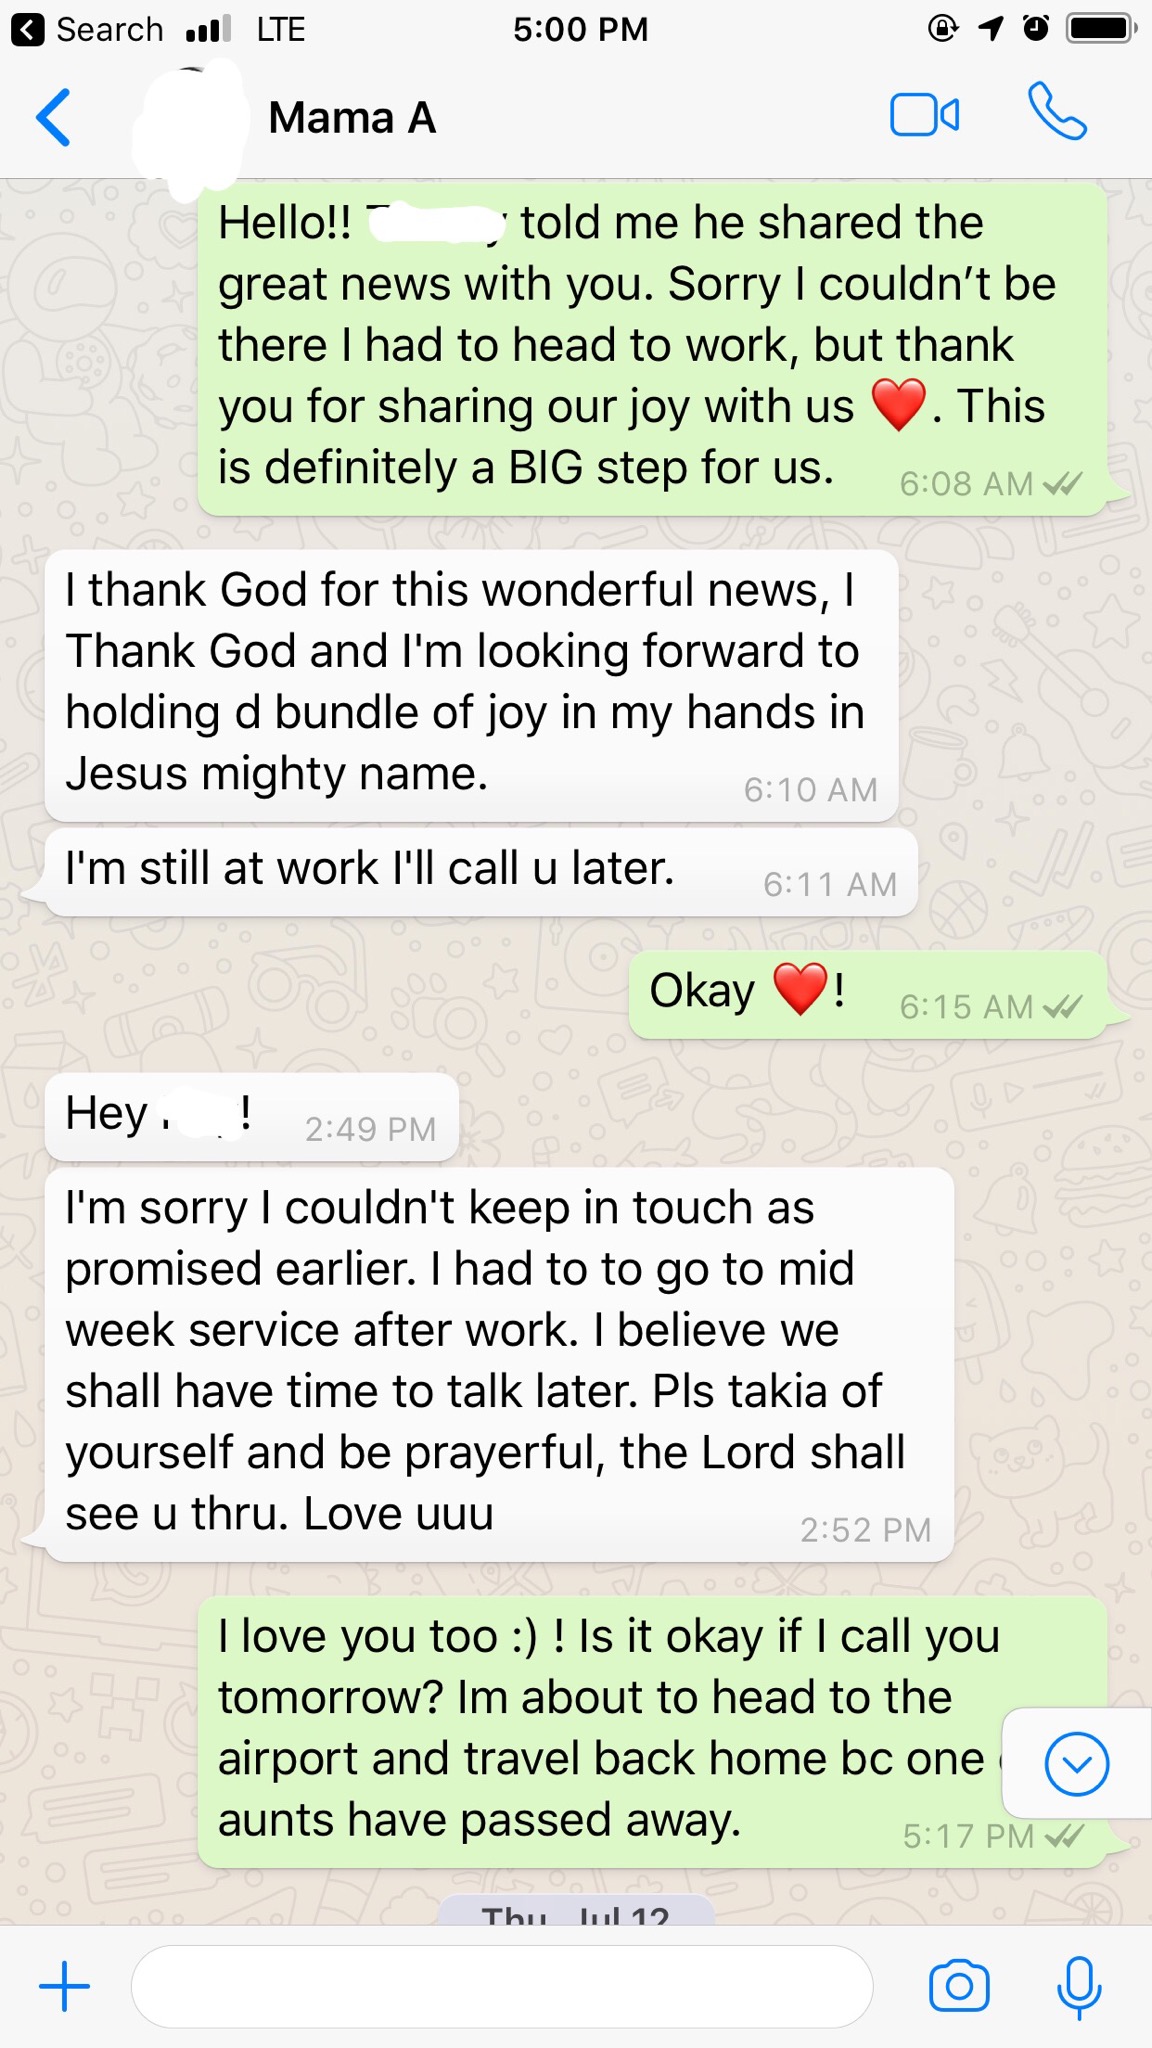 Search LTE 5:00 PM
Mama A
Hello!! told me he shared the
great news with you. Sorry I couldn’t be
there I had to head to work, but thank
you for sharing our joy with us ❤️. This
is definitely a BIG step for us. 6:08 AM
I thank God for this wonderful news, I
Thank God and I'm looking forward to
holding d bundle of joy in my hands in
Jesus mighty name. 6:10 AM
I'm still at work I'll call u later. 6:11 AM
Okay ❤️! 6:15 AM
Hey ! 2:49 PM
I'm sorry I couldn't keep in touch as
promised earlier. I had to to go to mid
week service after work. I believe we
shall have time to talk later. Pls takia of
yourself and be prayerful, the Lord shall
see u thru. Love uuu 2:52 PM
I love you too :) ! Is it okay if I call you
tomorrow? Im about to head to the
airport and travel back home bc one
aunts have passed away. 5:17 PM
Thu, Jul 12